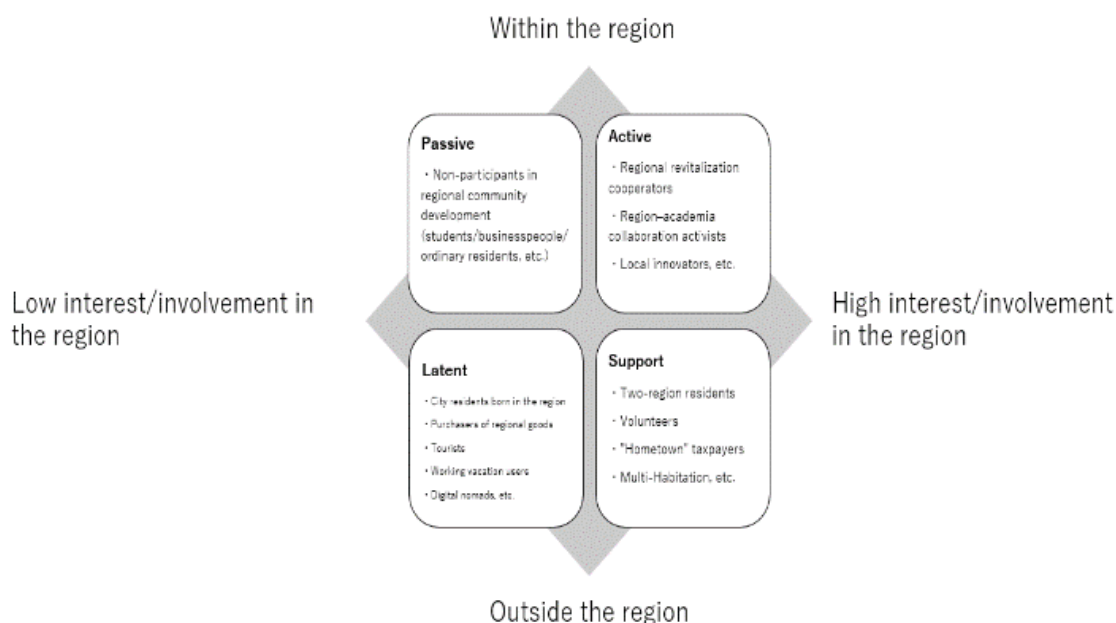 Within the region
Passive
・Non-participants in
regional community
development
(students/businesspeople/
ordinary residents, etc.)
Active
・Regional revitalization
cooperators
・Region–academia
collaboration activists
・Local innovators, etc.
Low interest/involvement in
the region
High interest/involvement
in the region
Latent
・City residents born in the region
・Purchasers of regional goods
・Tourists
・Working vacation users
・Digital nomads, etc.
Support
・Two-region residents
・Volunteers
・"Hometown" taxpayers
・Multi-Habitation, etc.
Outside the region